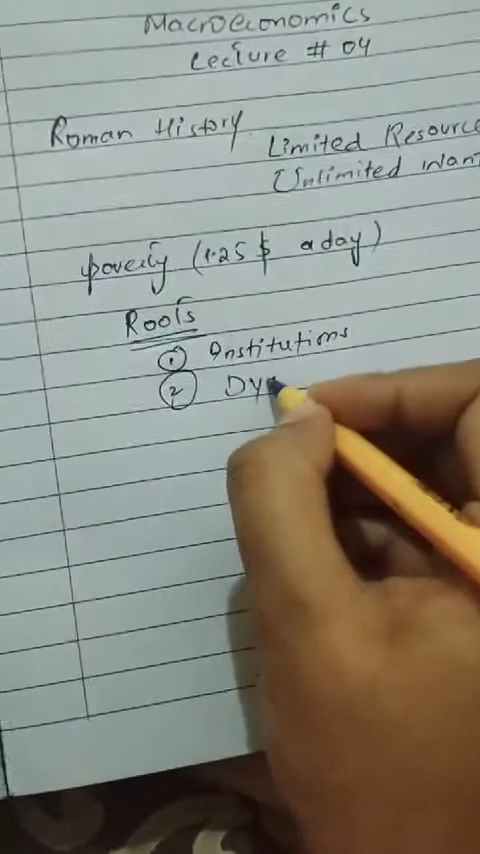 Macroeconomics
Lecture # 04
Roman History
Limited Resource
Unlimited Wan
poverty (1.25 $ a day)
Roots
① Institutions
② Dy